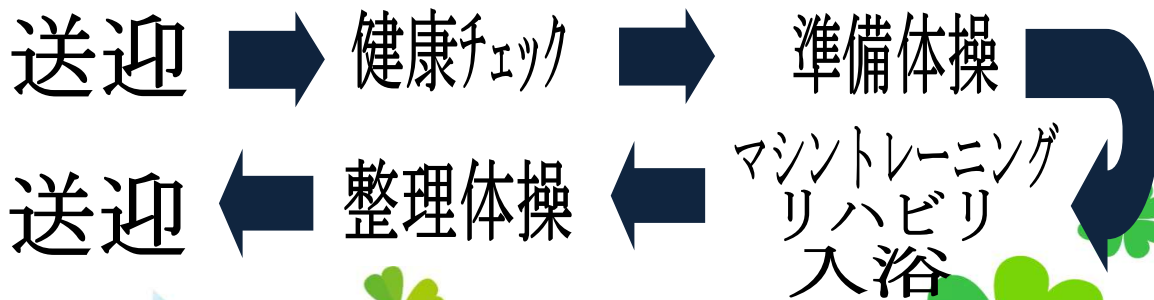 送迎
健康チェック
準備体操
マシントレーニング
リハビリ
入浴
整理体操
送迎